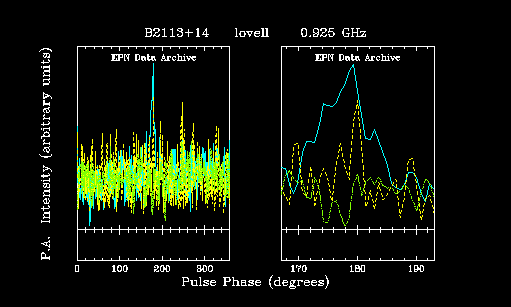 B2113+14 lovell 0.925 GHz
EPN Data Archive EPN Data Archive
P.A. Intensity (arbitrary units)
0 100 200 300 170 180 190
Pulse Phase (degrees)